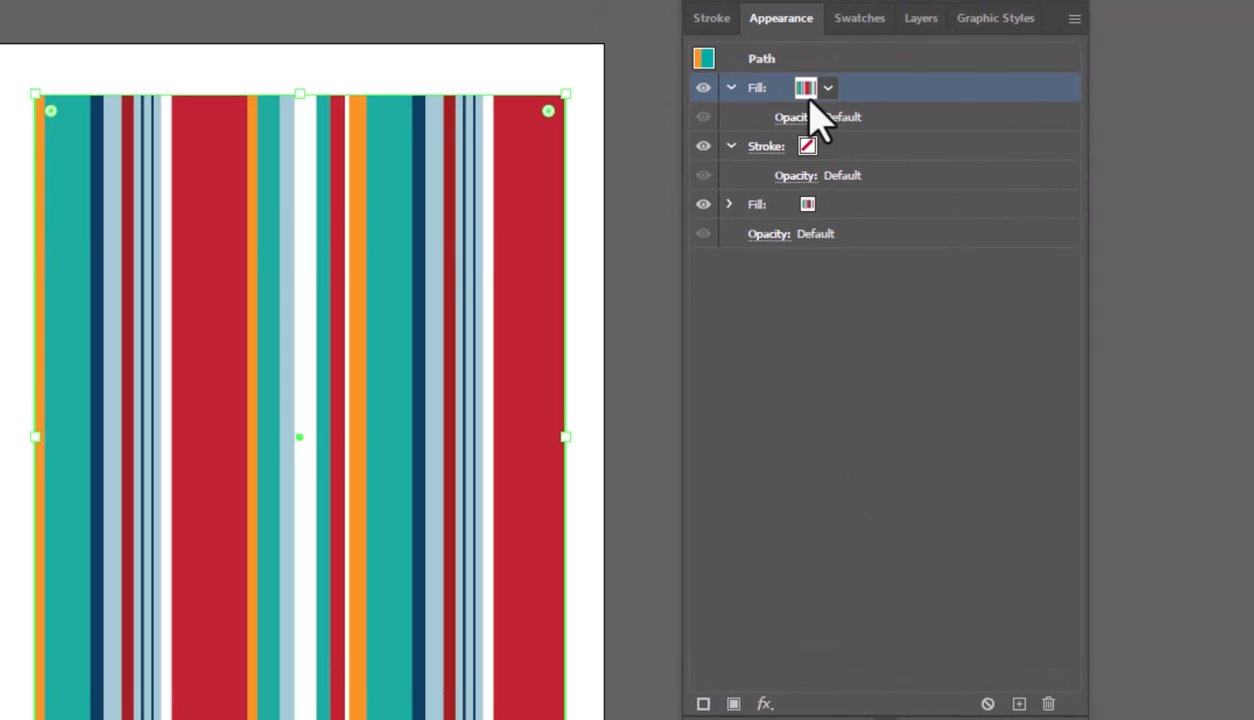 Stroke Appearance Swatches Layers Graphic Styles
Path
Fill:
Opacity: Default
Stroke:
Opacity: Default
Fill:
Opacity: Default
fx.